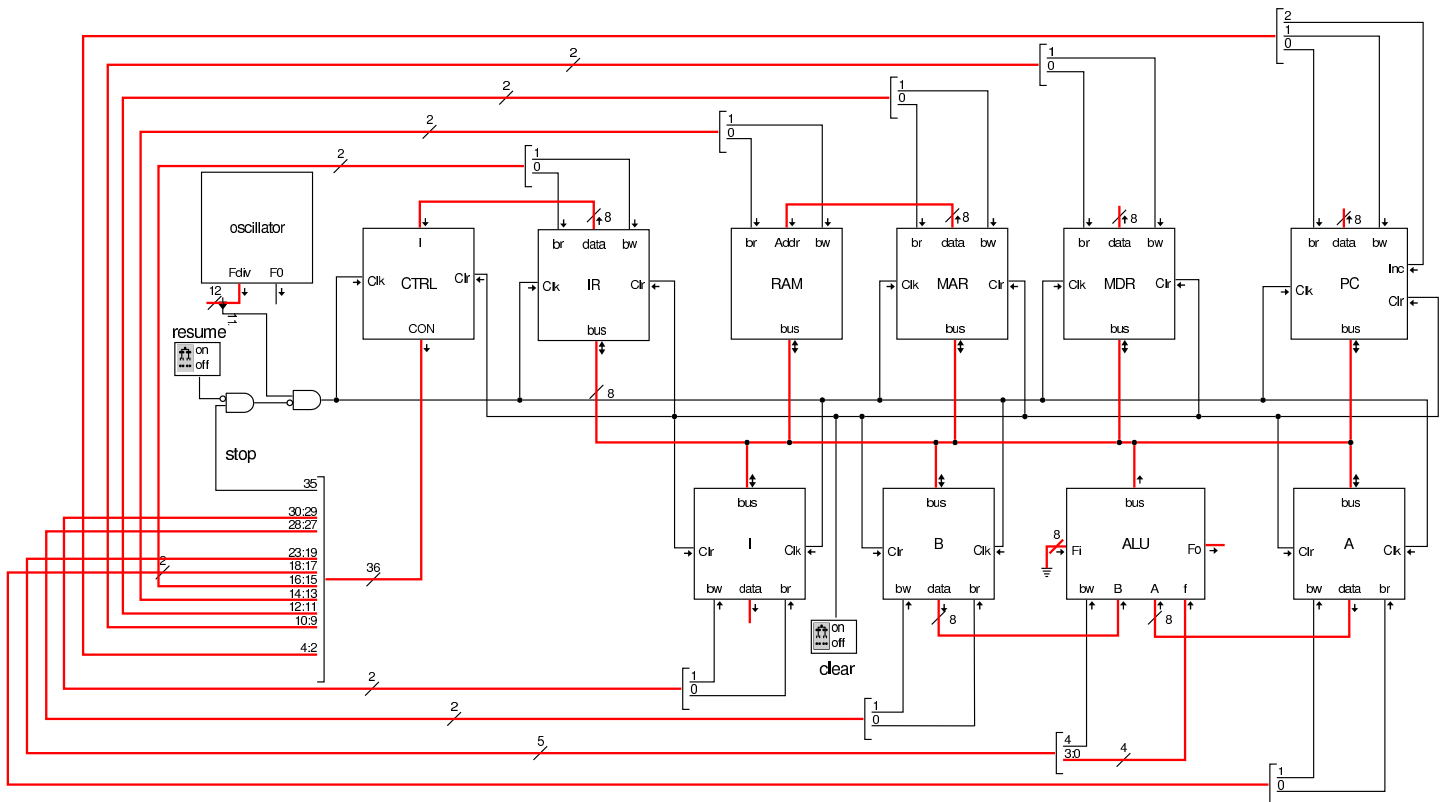 2
1
0
2
1
0
2
1
0
2
1
0
2
1
0
oscillator
Fdiv F0
12
resume
on
off
I
Clk CTRL Clr
CON
8
br data bw
Clk IR Clr
bus
br Addr bw
RAM
bus
8
br data bw
Clk MAR Clr
bus
8
br data bw
Clk MDR Clr
bus
8
br data bw
Inc
Clk PC
Clr
bus
8
stop
35
30:29
28:27
23:19
18:17
2
16:15
14:13
12:11
10:9
4:2
36
bus
Clr I Clk
bw data br
bus
Clr B Clk
bw data br
8
bus
8
Fi ALU Fo
bw B A f
8
bus
Clr A Clk
bw data br
on
off
clear
2
1
0
2
1
0
5
4
3:0
4
1
0